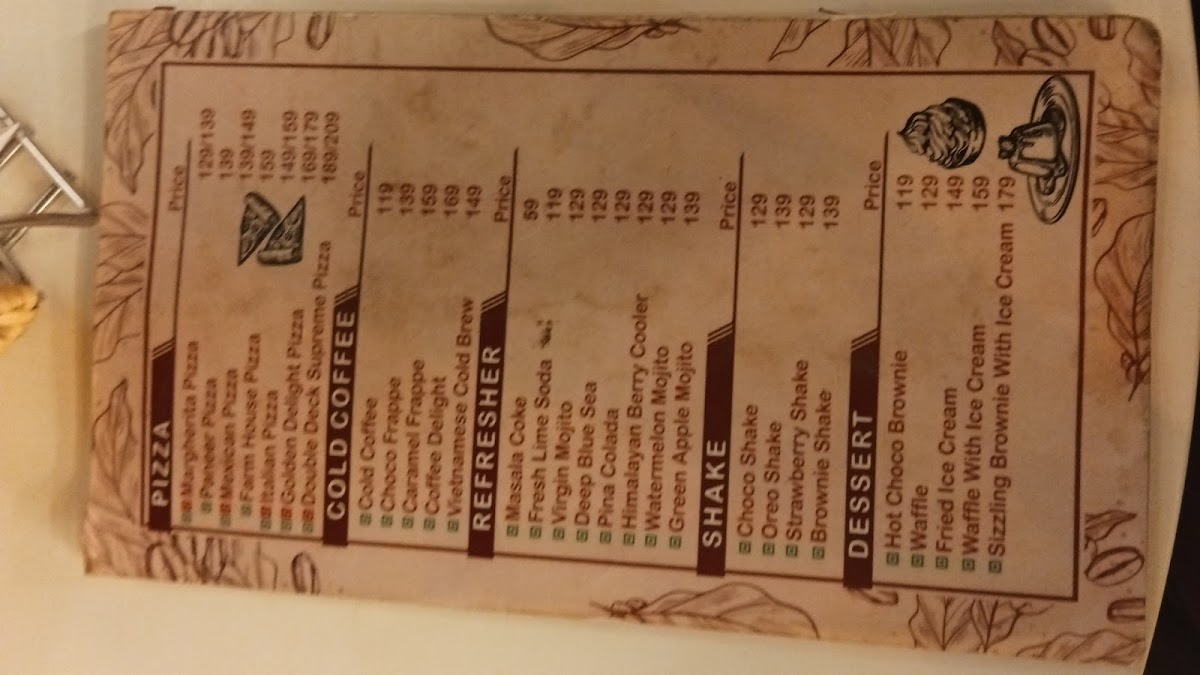 PIZZA Price
Margherita Pizza 129/139
Paneer Pizza 139
Mexican Pizza 139/149
Farm House Pizza 159
Italian Pizza 149/159
Golden Delight Pizza 169/179
Double Deck Supreme Pizza 189/209
COLD COFFEE Price
Cold Coffee 119
Choco Frappe 139
Caramel Frappe 159
Coffee Delight 169
Vietnamese Cold Brew 149
REFRESHER Price
Masala Coke 59
Fresh Lime Soda 119
Virgin Mojito 129
Deep Blue Sea 129
Pina Colada 129
Himalayan Berry Cooler 129
Watermelon Mojito 129
Green Apple Mojito 139
SHAKE Price
Choco Shake 129
Oreo Shake 139
Strawberry Shake 129
Brownie Shake 139
DESSERT Price
Hot Choco Brownie 119
Waffle 129
Fried Ice Cream 149
Waffle With Ice Cream 159
Sizzling Brownie With Ice Cream 179